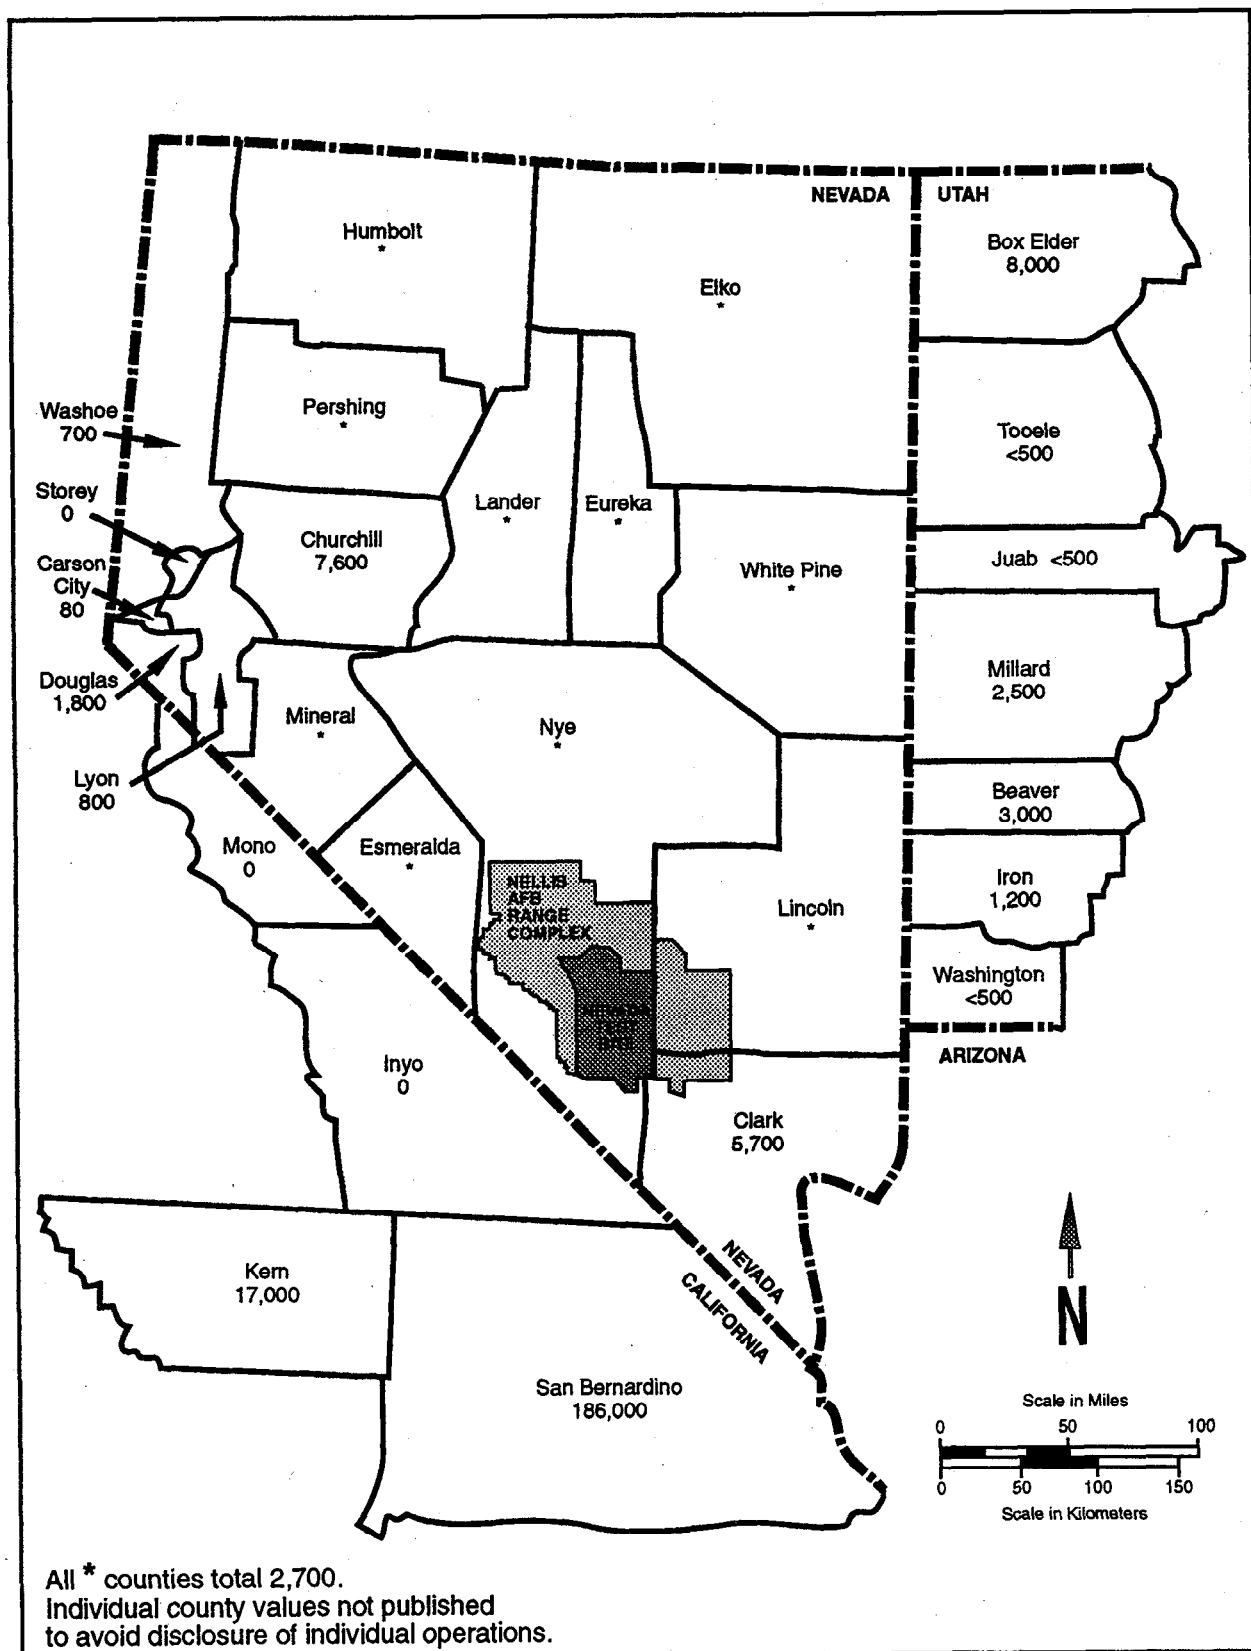 NEVADA
UTAH
Humbolt
*
Elko
*
Box Elder
8,000
Washoe
700
Pershing
*
Tooele
<500
Storey
0
Lander
*
Eureka
*
Churchill
7,600
Carson
City
80
White Pine
*
Juab <500
Douglas
1,800
Millard
2,500
Mineral
*
Nye
*
Lyon
800
Beaver
3,000
Mono
0
Esmeralda
*
NELLIS
AFB
RANGE
COMPLEX
Iron
1,200
Lincoln
*
Washington
<500
NEVADA
TEST
SITE
ARIZONA
Inyo
0
Clark
5,700
Kern
17,000
NEVADA
CALIFORNIA
N
San Bernardino
186,000
Scale in Miles
0 50 100
0 50 100 150
Scale in Kilometers
All * counties total 2,700.
Individual county values not published
to avoid disclosure of individual operations.